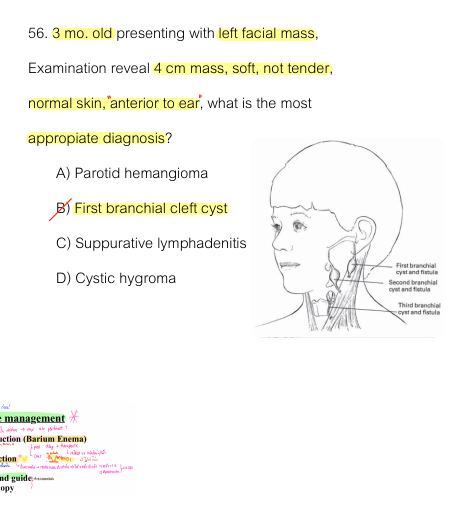 56. 3 mo. old presenting with left facial mass,
Examination reveal 4 cm mass, soft, not tender,
normal skin, "anterior to ear", what is the most
appropiate diagnosis?
A) Parotid hemangioma
B) First branchial cleft cyst
C) Suppurative lymphadenitis
D) Cystic hygroma
First branchial
cyst and fistula
Second branchial
cyst and fistula
Third branchial
cyst and fistula
management
uction (Barium Enema)
ction
nd guide
opy